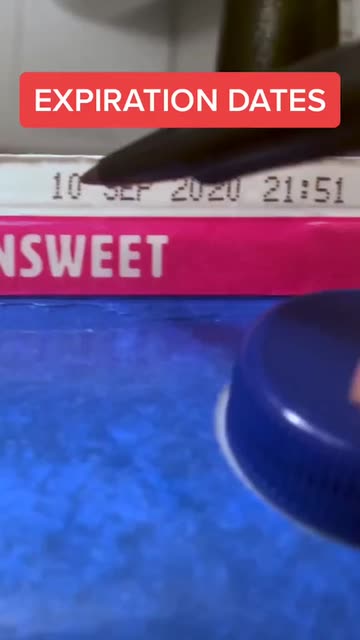 EXPIRATION DATES
10 SEP 2020 21:51
NSWEET